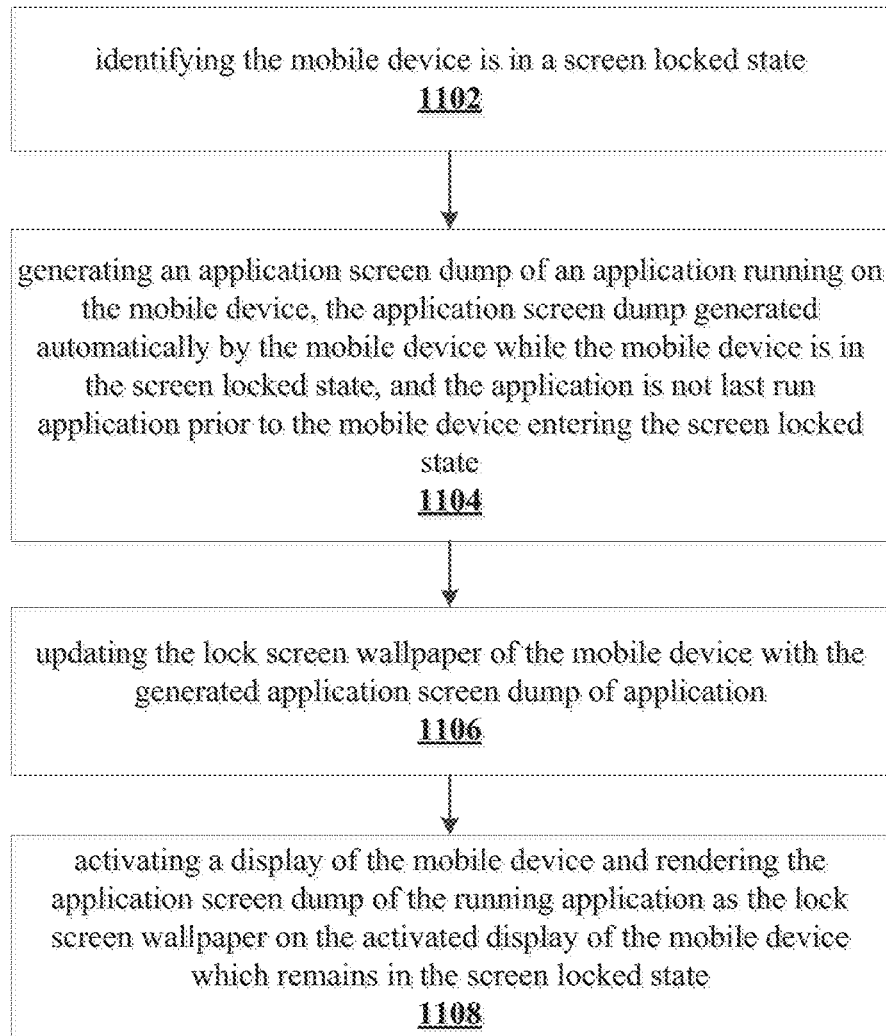 identifying the mobile device is in a screen locked state
1102
generating an application screen dump of an application running on
the mobile device, the application screen dump generated
automatically by the mobile device while the mobile device is in
the screen locked state, and the application is not last run
application prior to the mobile device entering the screen locked
state
1104
updating the lock screen wallpaper of the mobile device with the
generated application screen dump of application
1106
activating a display of the mobile device and rendering the
application screen dump of the running application as the lock
screen wallpaper on the activated display of the mobile device
which remains in the screen locked state
1108